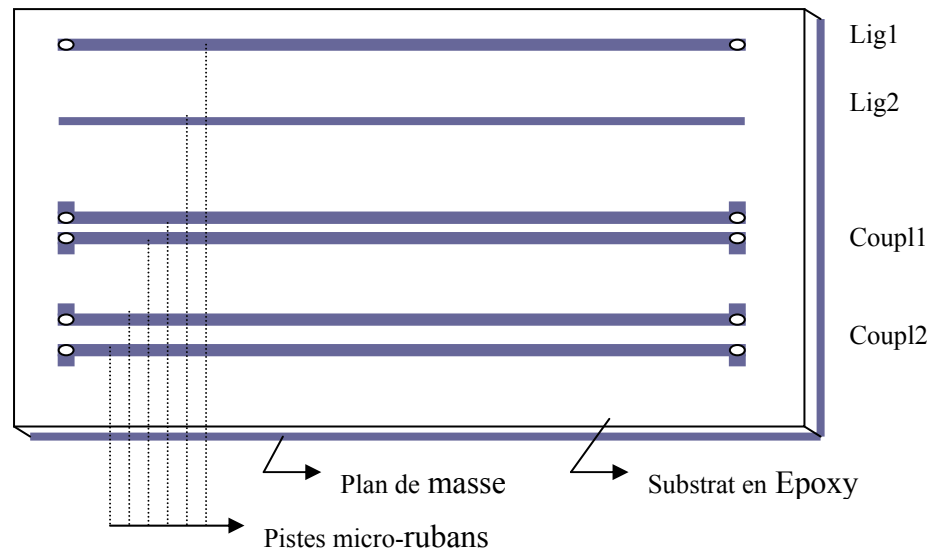 Lig1
Lig2
Coupl1
Coupl2
Plan de masse
Substrat en Epoxy
Pistes micro-rubans